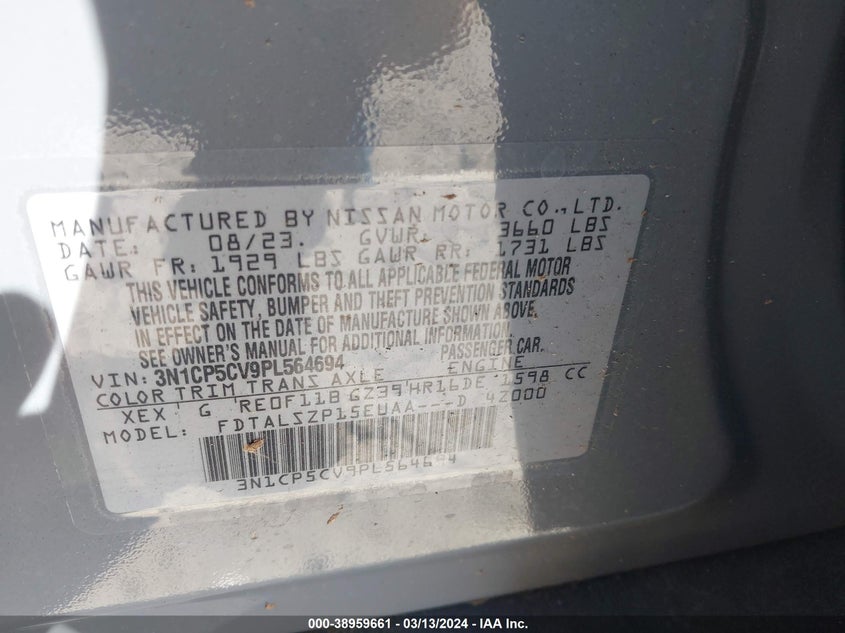 MANUFACTURED BY NISSAN MOTOR CO., LTD.
DATE: 08/23. GVWR. 3660 LBS
GAWR FR: 1929 LBS GAWR RR: 1731 LBS
THIS VEHICLE CONFORMS TO ALL APPLICABLE FEDERAL MOTOR
VEHICLE SAFETY, BUMPER AND THEFT PREVENTION STANDARDS
IN EFFECT ON THE DATE OF MANUFACTURE SHOWN ABOVE.
SEE OWNER'S MANUAL FOR ADDITIONAL INFORMATION.
VIN: 3N1CP5CV9PL564694 PASSENGER CAR.
COLOR TRIM TRANS AXLE ENGINE
XEX G RE0F11B GZ39 HR16DE 1598 CC
MODEL: FDTALSZP15EUAA---D 42000
3N1CP5CV9PL564694
000-38959661 - 03/13/2024 - IAA Inc.